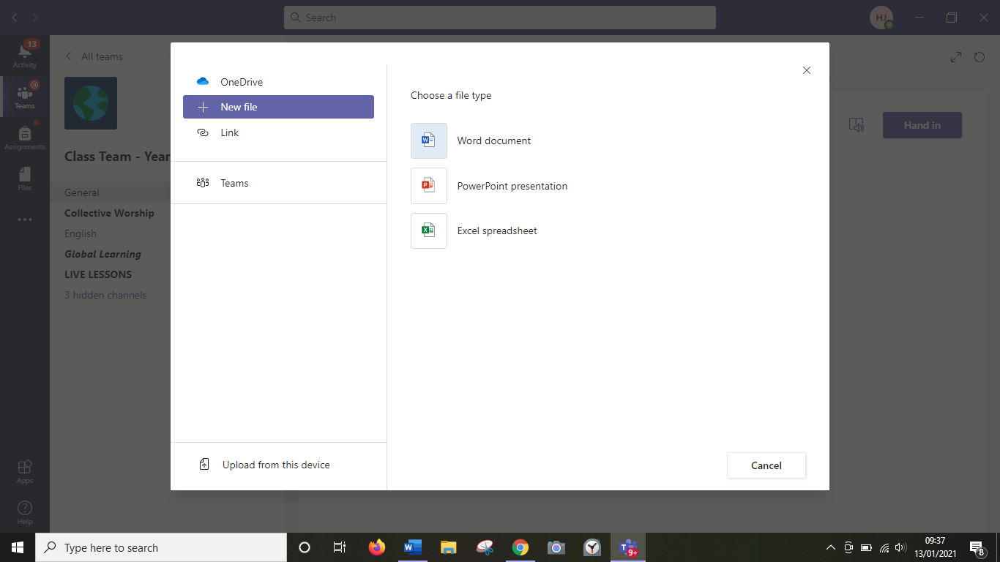 Search
HJ
13
Activity
Teams
Assignments
Files
Apps
Help
All teams
Class Team - Year
General
Collective Worship
English
Global Learning
LIVE LESSONS
3 hidden channels
OneDrive
New file
Link
Teams
Upload from this device
Choose a file type
Word document
PowerPoint presentation
Excel spreadsheet
Cancel
Hand in
Type here to search
9+
09:37
13/01/2021
8